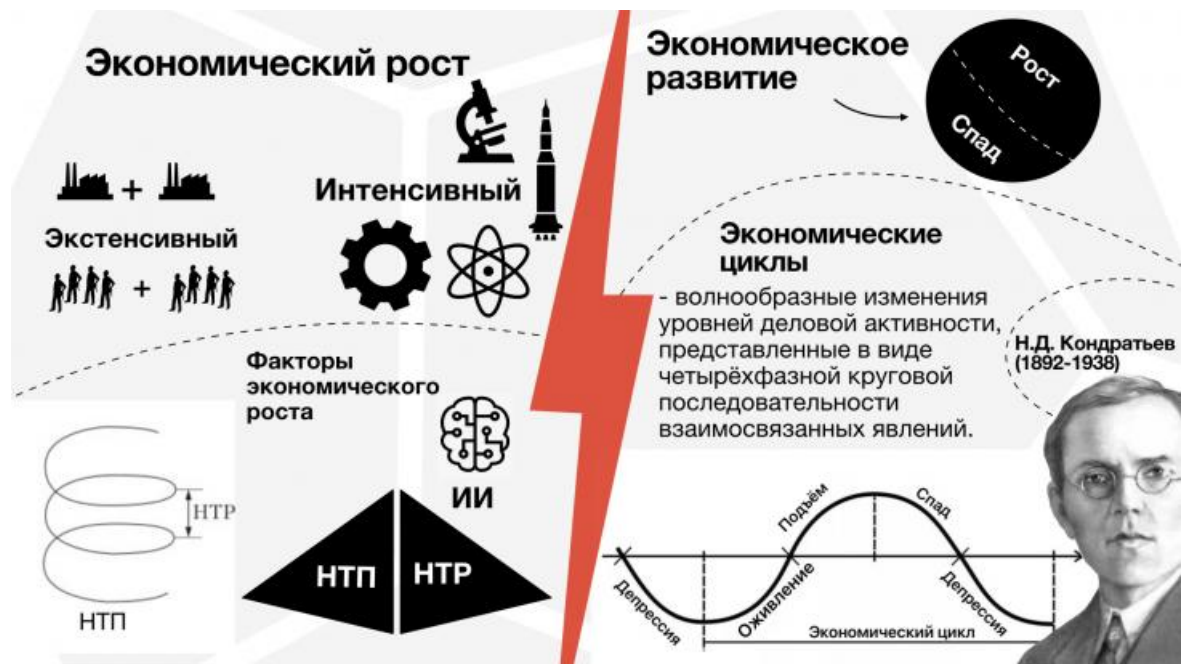 Экономический рост
+
Экстенсивный
+
Интенсивный
Факторы
экономического
роста
ИИ
НТР
НТП
НТП
НТР
Экономическое
развитие
Рост
Спад
Экономические
циклы
- волнообразные изменения
уровней деловой активности,
представленные в виде
четырёхфазной круговой
последовательности
взаимосвязанных явлений.
Н.Д. Кондратьев
(1892-1938)
Депрессия
Оживление
Подъём
Спад
Депрессия
Экономический цикл